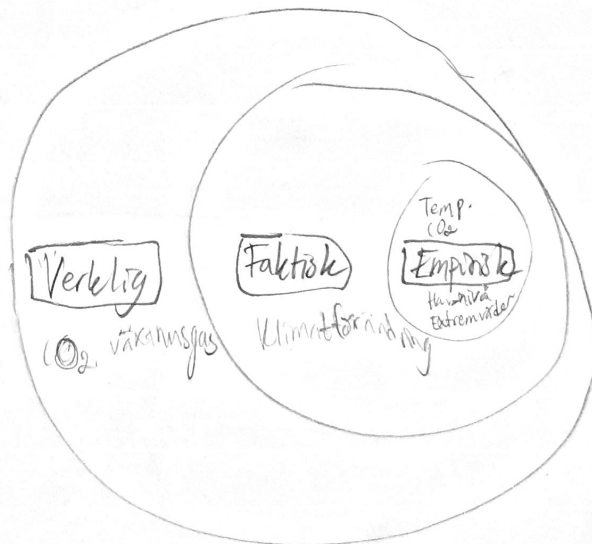 Verklig
CO2 växthusgas
Faktisk
Klimatförändring
Temp.
CO2
Empirisk
Havsnivå
Extremväder